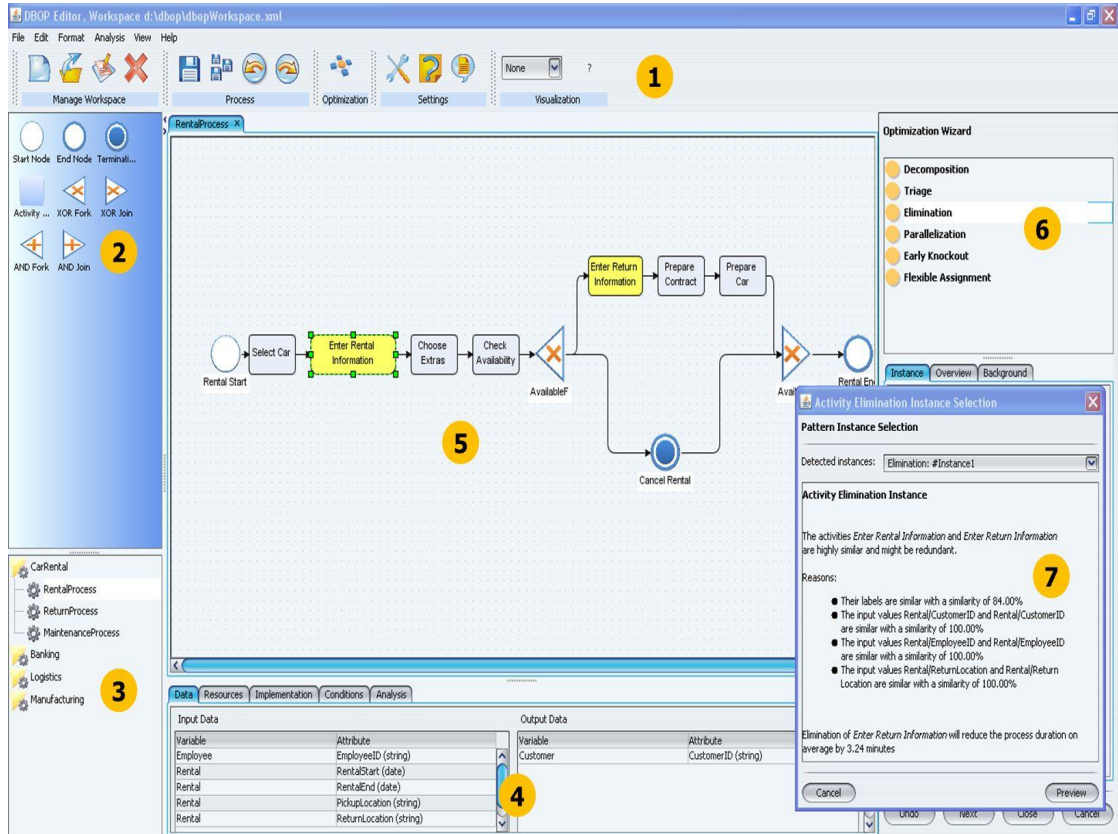 DBOP Editor, Workspace d:\dbop\dbopWorkspace.xml
File Edit Format Analysis View Help
None
?
1
Manage Workspace
Process
Optimization
Settings
Visualization
Start Node End Node Terminati...
Activity ... XOR Fork XOR Join
AND Fork AND Join
2
RentalProcess X
Rental Start
Select Car
Enter Rental
Information
Choose
Extras
Check
Availability
AvailableF
Enter Return
Information
Prepare
Contract
Prepare
Car
Cancel Rental
Avail
Rental En
5
Optimization Wizard
Decomposition
Triage
Elimination
Parallelization
Early Knockout
Flexible Assignment
6
Instance Overview Background
Activity Elimination Instance Selection
Pattern Instance Selection
Detected instances: Elimination: #Instance1
Activity Elimination Instance
The activities Enter Rental Information and Enter Return Information
are highly similar and might be redundant.
Reasons:
7
Their labels are similar with a similarity of 84.00%
The input values Rental/CustomerID and Rental/CustomerID
are similar with a similarity of 100.00%
The input values Rental/EmployeeID and Rental/EmployeeID
are similar with a similarity of 100.00%
The input values Rental/ReturnLocation and Rental/Return
Location are similar with a similarity of 100.00%
Elimination of Enter Return Information will reduce the process duration on
average by 3.24 minutes
Cancel Preview
Undo Next Close Cancel
CarRental
RentalProcess
ReturnProcess
MaintenanceProcess
Banking
Logistics
Manufacturing
3
Data Resources Implementation Conditions Analysis
Input Data
Variable Attribute
Employee EmployeeID (string)
Rental RentalStart (date)
Rental RentalEnd (date)
Rental PickupLocation (string)
Rental ReturnLocation (string)
4
Output Data
Variable Attribute
Customer CustomerID (string)